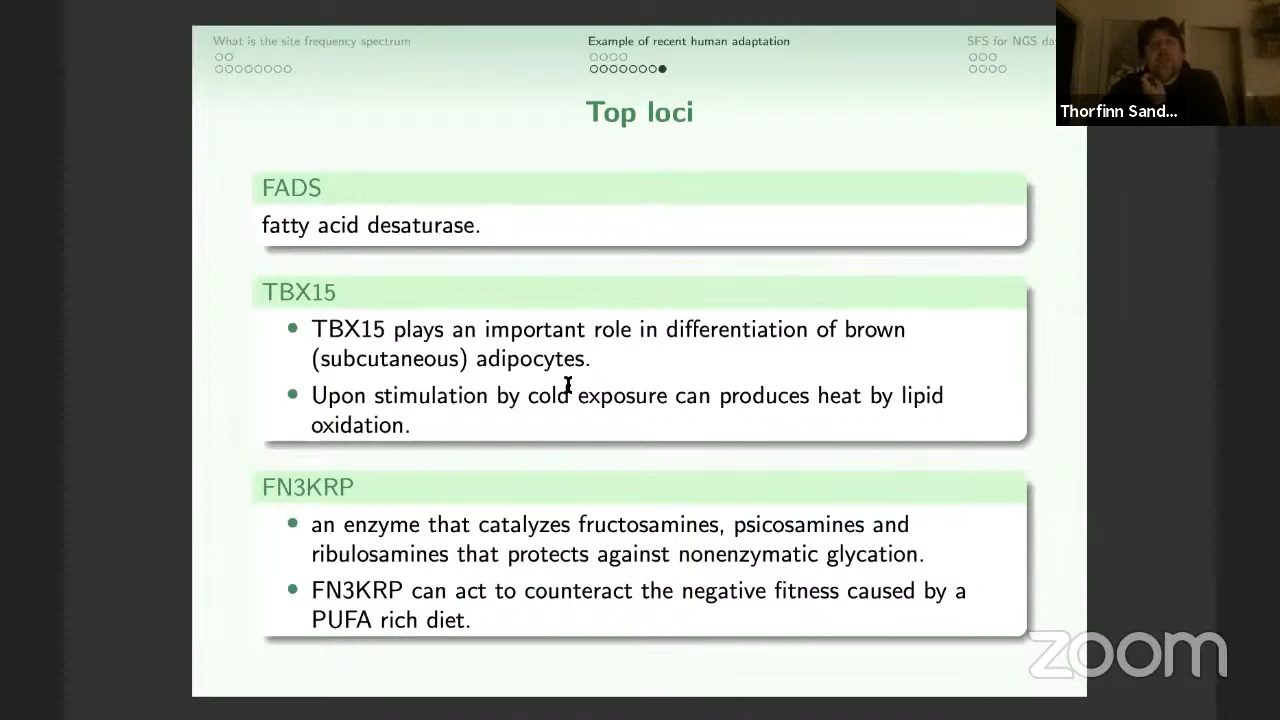 What is the site frequency spectrum
Example of recent human adaptation
SFS for NGS da
Thorfinn Sand...
Top loci
FADS
fatty acid desaturase.
TBX15
TBX15 plays an important role in differentiation of brown
(subcutaneous) adipocytes.
Upon stimulation by cold exposure can produces heat by lipid
oxidation.
FN3KRP
an enzyme that catalyzes fructosamines, psicosamines and
ribulosamines that protects against nonenzymatic glycation.
FN3KRP can act to counteract the negative fitness caused by a
PUFA rich diet.
zoom